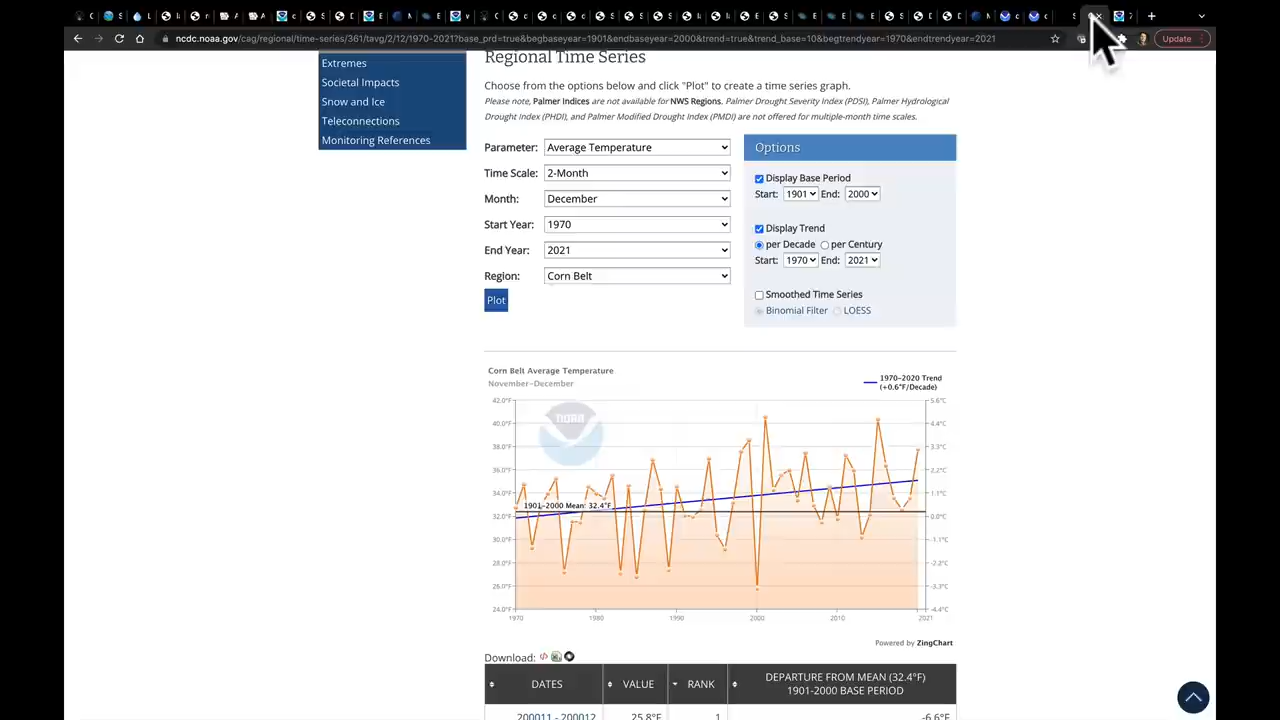 Update
ncdc.noaa.gov/cag/regional/time-series/361/tavg/2/12/1970-2021?base_prd=true&begbaseyear=1901&endbaseyear=2000&trend=true&trend_base=10&begtrendyear=1970&endtrendyear=2021
Regional Time Series
Extremes
Societal Impacts
Snow and Ice
Teleconnections
Monitoring References
Choose from the options below and click "Plot" to create a time series graph.
Please note, Palmer Indices are not available for NWS Regions. Palmer Drought Severity Index (PDSI), Palmer Hydrological
Drought Index (PHDI), and Palmer Modified Drought Index (PMDI) are not offered for multiple-month time scales.
Parameter: Average Temperature
Time Scale: 2-Month
Month: December
Start Year: 1970
End Year: 2021
Region: Corn Belt
Plot
Options
Display Base Period
Start: 1901 End: 2000
Display Trend
per Decade per Century
Start: 1970 End: 2021
Smoothed Time Series
Binomial Filter LOESS
Corn Belt Average Temperature
November–December
1970–2020 Trend
(+0.6°F/Decade)
42.0°F 5.6°C
40.0°F 4.4°C
38.0°F 3.3°C
36.0°F 2.2°C
34.0°F 1.1°C
1901–2000 Mean: 32.4°F
32.0°F 0.0°C
30.0°F -1.1°C
28.0°F -2.2°C
26.0°F -3.3°C
24.0°F -4.4°C
noaa
1970 1980 1990 2000 2010 2021
Powered by ZingChart
Download:
DATES VALUE RANK DEPARTURE FROM MEAN (32.4°F)
1901-2000 BASE PERIOD
200011 - 200012 25.8°F 1 -6.6°F